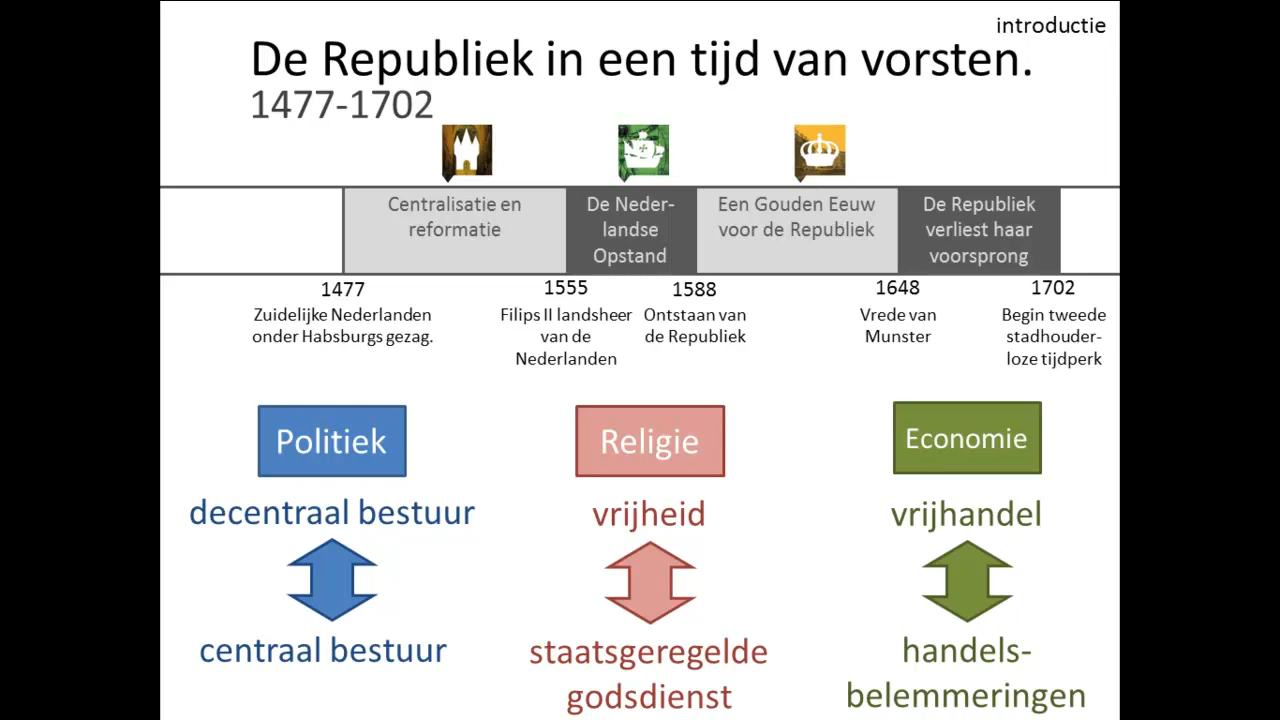 introductie
De Republiek in een tijd van vorsten.
1477-1702
Centralisatie en
reformatie
De Neder-
landse
Opstand
Een Gouden Eeuw
voor de Republiek
De Republiek
verliest haar
voorsprong
1477
Zuidelijke Nederlanden
onder Habsburgs gezag.
1555
Filips II landsheer
van de
Nederlanden
1588
Ontstaan van
de Republiek
1648
Vrede van
Munster
1702
Begin tweede
stadhouder-
loze tijdperk
Politiek
decentraal bestuur
centraal bestuur
Religie
vrijheid
staatsgeregelde
godsdienst
Economie
vrijhandel
handels-
belemmeringen